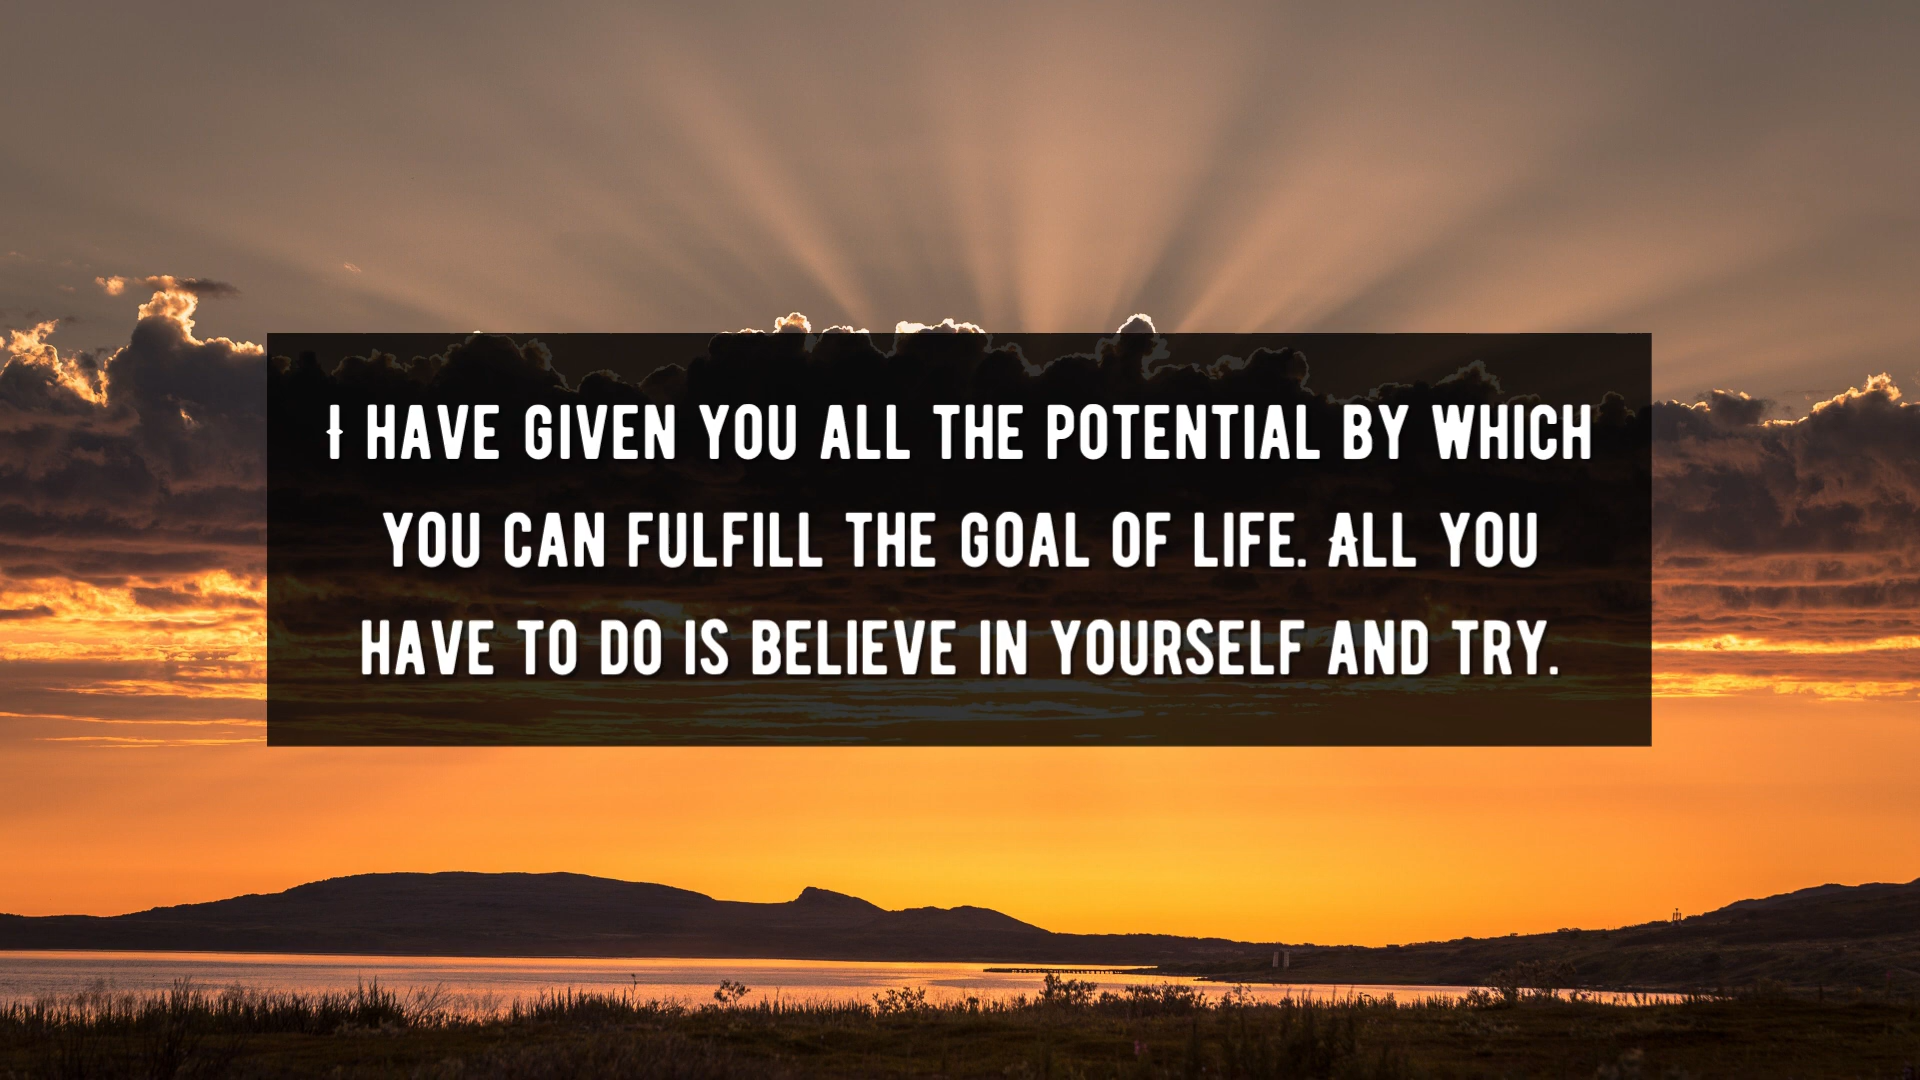 I HAVE GIVEN YOU ALL THE POTENTIAL BY WHICH
YOU CAN FULFILL THE GOAL OF LIFE. ALL YOU
HAVE TO DO IS BELIEVE IN YOURSELF AND TRY.